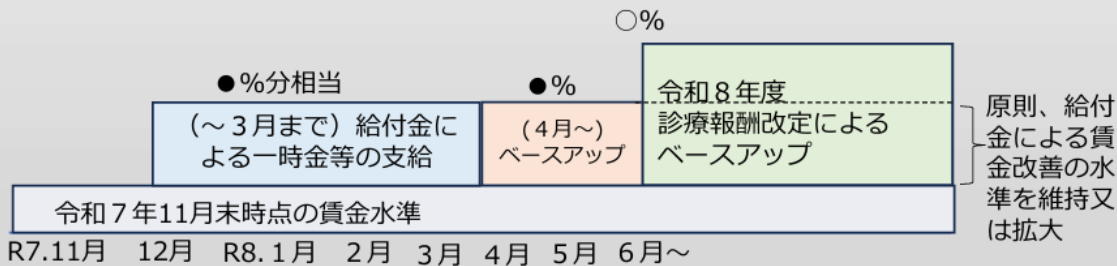 ○%
●%分相当
●%
(~3月まで)給付金に
よる一時金等の支給
(4月~)
ベースアップ
令和8年度
診療報酬改定による
ベースアップ
原則、給付
金による賃
金改善の水
準を維持又
は拡大
令和7年11月末時点の賃金水準
R7.11月 12月 R8.1月 2月 3月 4月 5月 6月~